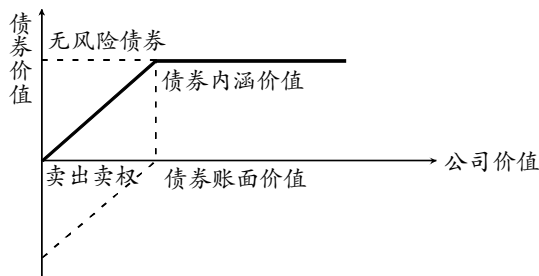 债券价值
无风险债券
债券内涵价值
卖出卖权
债券账面价值
公司价值